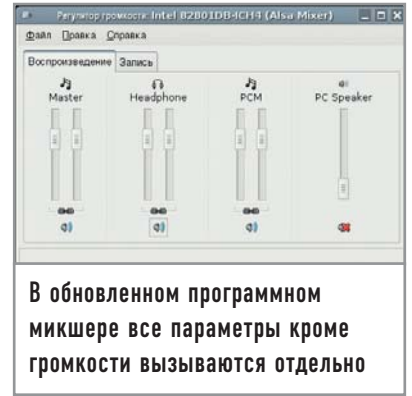 Регулятор громкости: Intel 82801DB-ICH4 (Alsa Mixer)
Файл Правка Справка
Воспроизведение Запись
Master Headphone PCM PC Speaker
В обновленном программном
микшере все параметры кроме
громкости вызываются отдельно